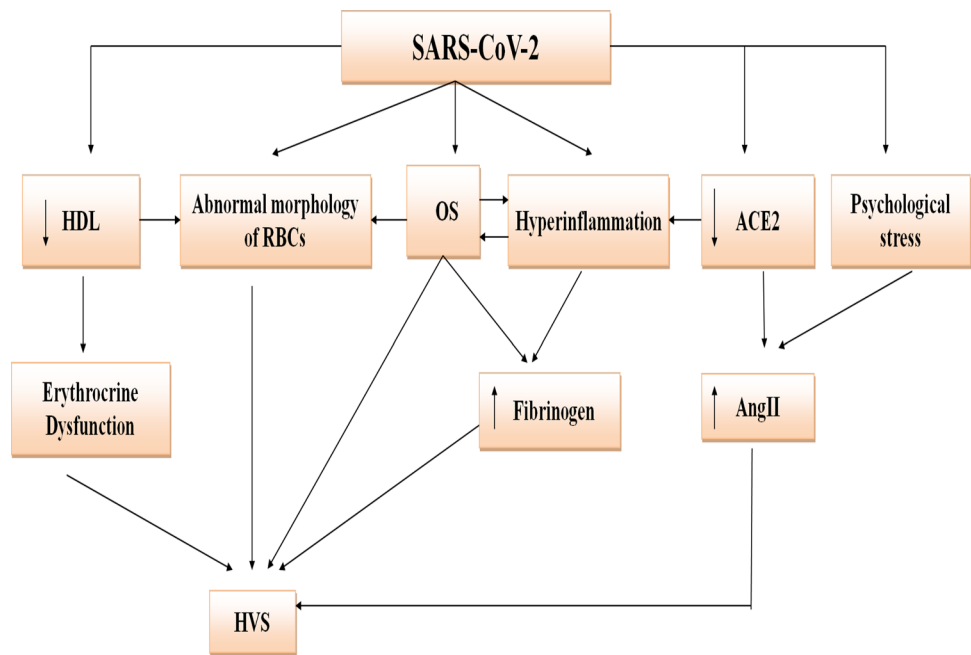 SARS-CoV-2
HDL
Abnormal morphology
of RBCs
OS
Hyperinflammation
ACE2
Psychological
stress
Erythrocrine
Dysfunction
Fibrinogen
AngII
HVS